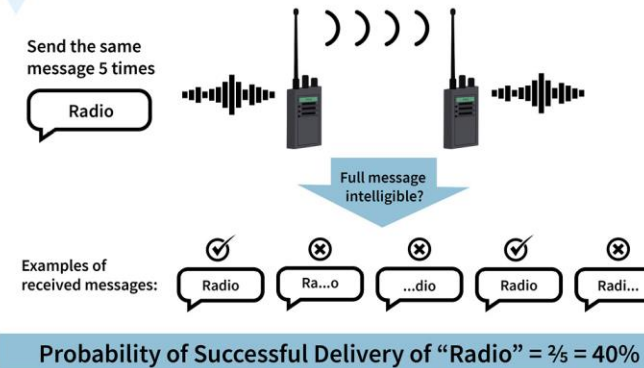 Send the same
message 5 times
Radio
Full message
intelligible?
Examples of
received messages:
Radio
Ra...o
...dio
Radio
Radi...
Probability of Successful Delivery of “Radio” = ⅖ = 40%